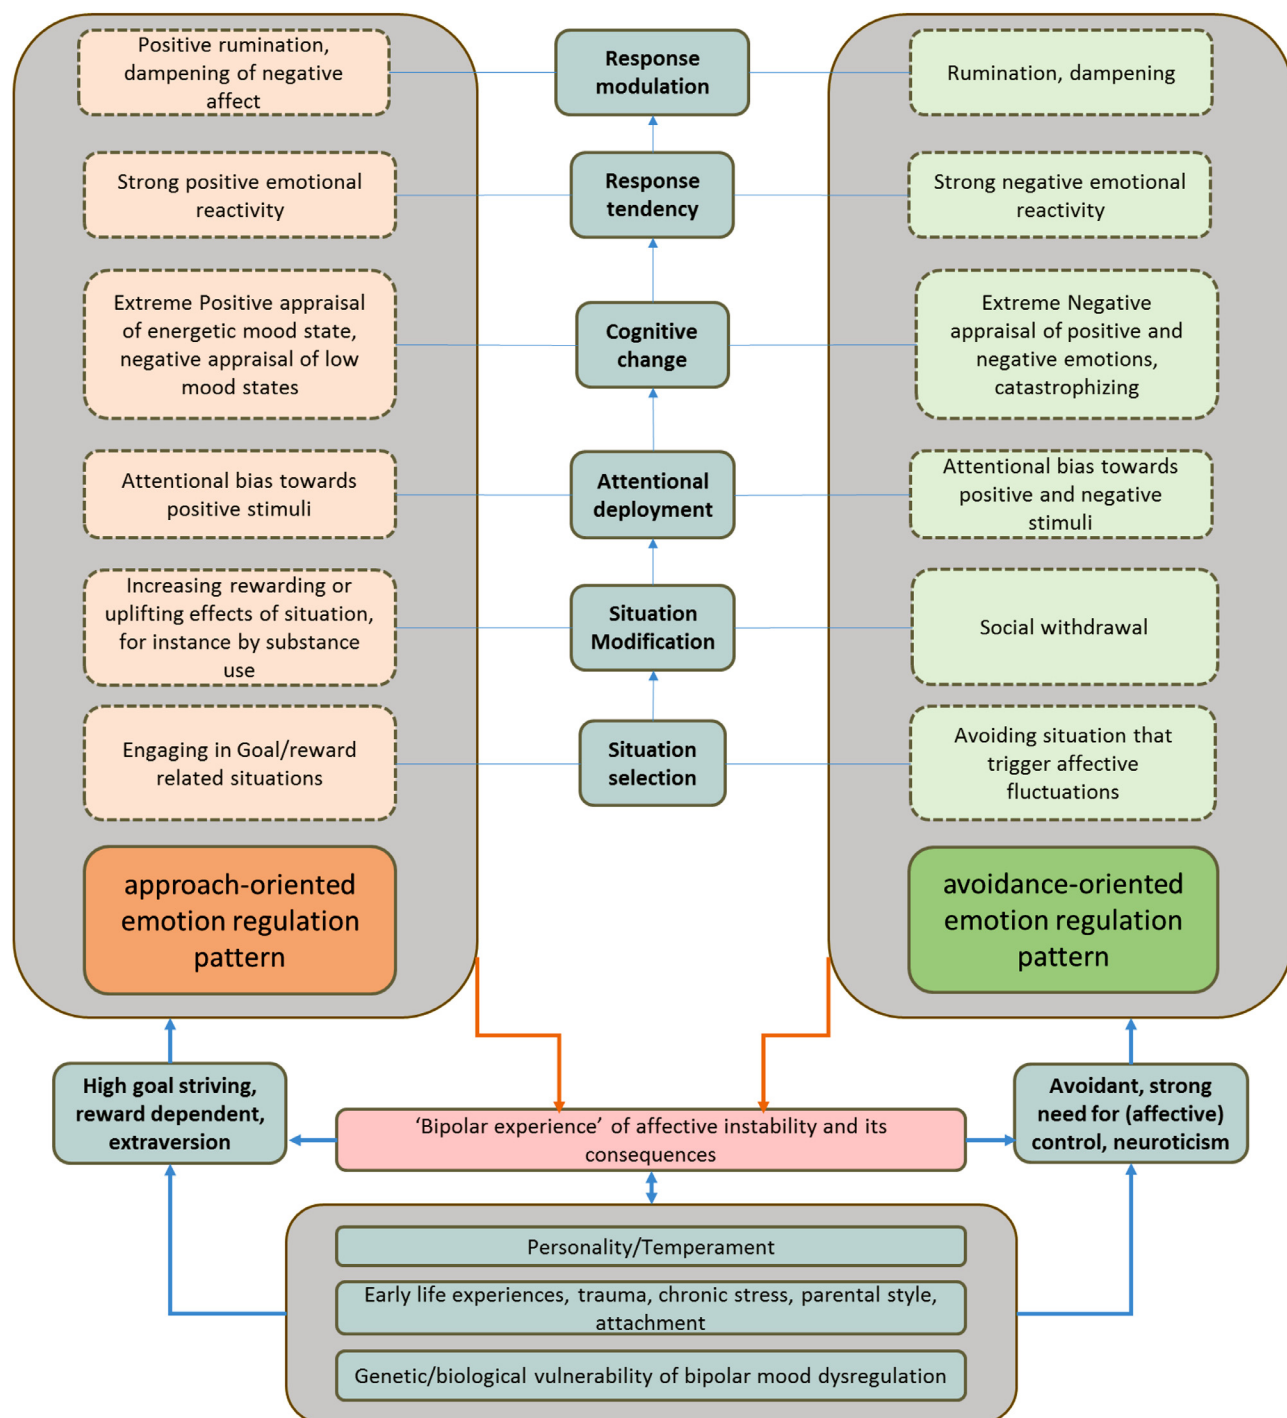 Positive rumination,
dampening of negative
affect
Response
modulation
Rumination, dampening
Strong positive emotional
reactivity
Response
tendency
Strong negative emotional
reactivity
Extreme Positive appraisal
of energetic mood state,
negative appraisal of low
mood states
Cognitive
change
Extreme Negative
appraisal of positive and
negative emotions,
catastrophizing
Attentional bias towards
positive stimuli
Attentional
deployment
Attentional bias towards
positive and negative
stimuli
Increasing rewarding or
uplifting effects of situation,
for instance by substance
use
Situation
Modification
Social withdrawal
Engaging in Goal/reward
related situations
Situation
selection
Avoiding situation that
trigger affective
fluctuations
approach-oriented
emotion regulation
pattern
avoidance-oriented
emotion regulation
pattern
High goal striving,
reward dependent,
extraversion
‘Bipolar experience’ of affective instability and its
consequences
Avoidant, strong
need for (affective)
control, neuroticism
Personality/Temperament
Early life experiences, trauma, chronic stress, parental style,
attachment
Genetic/biological vulnerability of bipolar mood dysregulation